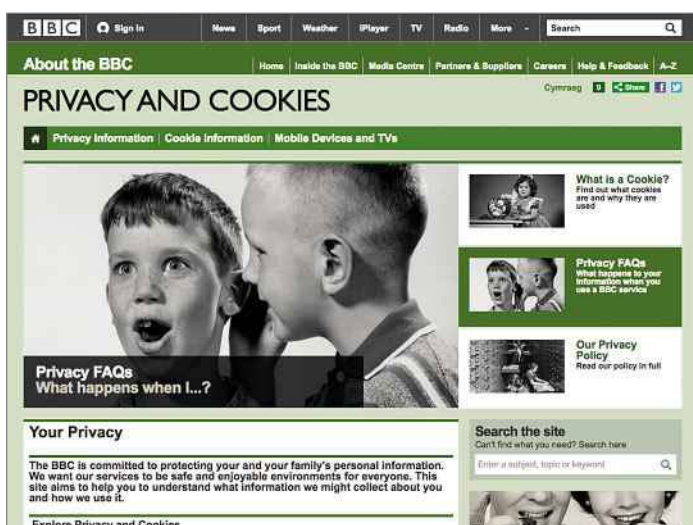 BBC Sign in News Sport Weather iPlayer TV Radio More Search
About the BBC Home Inside the BBC Media Centre Partners & Suppliers Careers Help & Feedback A–Z
Cymraeg 0 Share f
PRIVACY AND COOKIES
Privacy Information Cookie Information Mobile Devices and TVs
What is a Cookie?
Find out what cookies
are and why they are
used
Privacy FAQs
What happens to your
information when you
use a BBC service
Our Privacy
Policy
Read our policy in full
Privacy FAQs
What happens when I...?
Your Privacy
The BBC is committed to protecting your and your family's personal information.
We want our services to be safe and enjoyable environments for everyone. This
site aims to help you to understand what information we might collect about you
and how we use it.
Explore Privacy and Cookies
Search the site
Can't find what you need? Search here
Enter a subject, topic or keyword